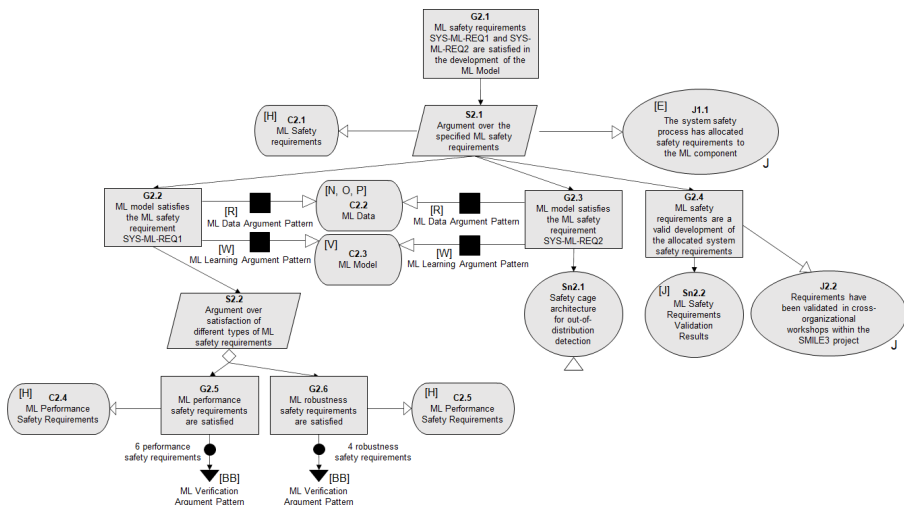 G2.1
ML safety requirements
SYS-ML-REQ1 and SYS-
ML-REQ2 are satisfied in
the development of the
ML Model
[H]
C2.1
ML Safety
requirements
S2.1
Argument over the
specified ML safety
requirements
[E]
J1.1
The system safety
process has allocated
safety requirements to
the ML component
J
G2.2
ML model satisfies
the ML safety
requirement
SYS-ML-REQ1
[R]
ML Data Argument Pattern
[W]
ML Learning Argument Pattern
[N, O, P]
C2.2
ML Data
[V]
C2.3
ML Model
[R]
ML Data Argument Pattern
[W]
ML Learning Argument Pattern
G2.3
ML model satisfies
the ML safety
requirement
SYS-ML-REQ2
G2.4
ML safety
requirements are a
valid development of
the allocated system
safety requirements
S2.2
Argument over
satisfaction of
different types of ML
safety requirements
Sn2.1
Safety cage
architecture
for out-of-
distribution
detection
[J]
Sn2.2
ML Safety
Requirements
Validation
Results
J2.2
Requirements have
been validated in cross-
organizational
workshops within the
SMILE3 project
J
[H]
C2.4
ML Performance
Safety Requirements
G2.5
ML performance
safety requirements
are satisfied
G2.6
ML robustness
safety requirements
are satisfied
[H]
C2.5
ML Performance
Safety Requirements
6 performance
safety requirements
[BB]
ML Verification
Argument Pattern
4 robustness
safety requirements
[BB]
ML Verification
Argument Pattern